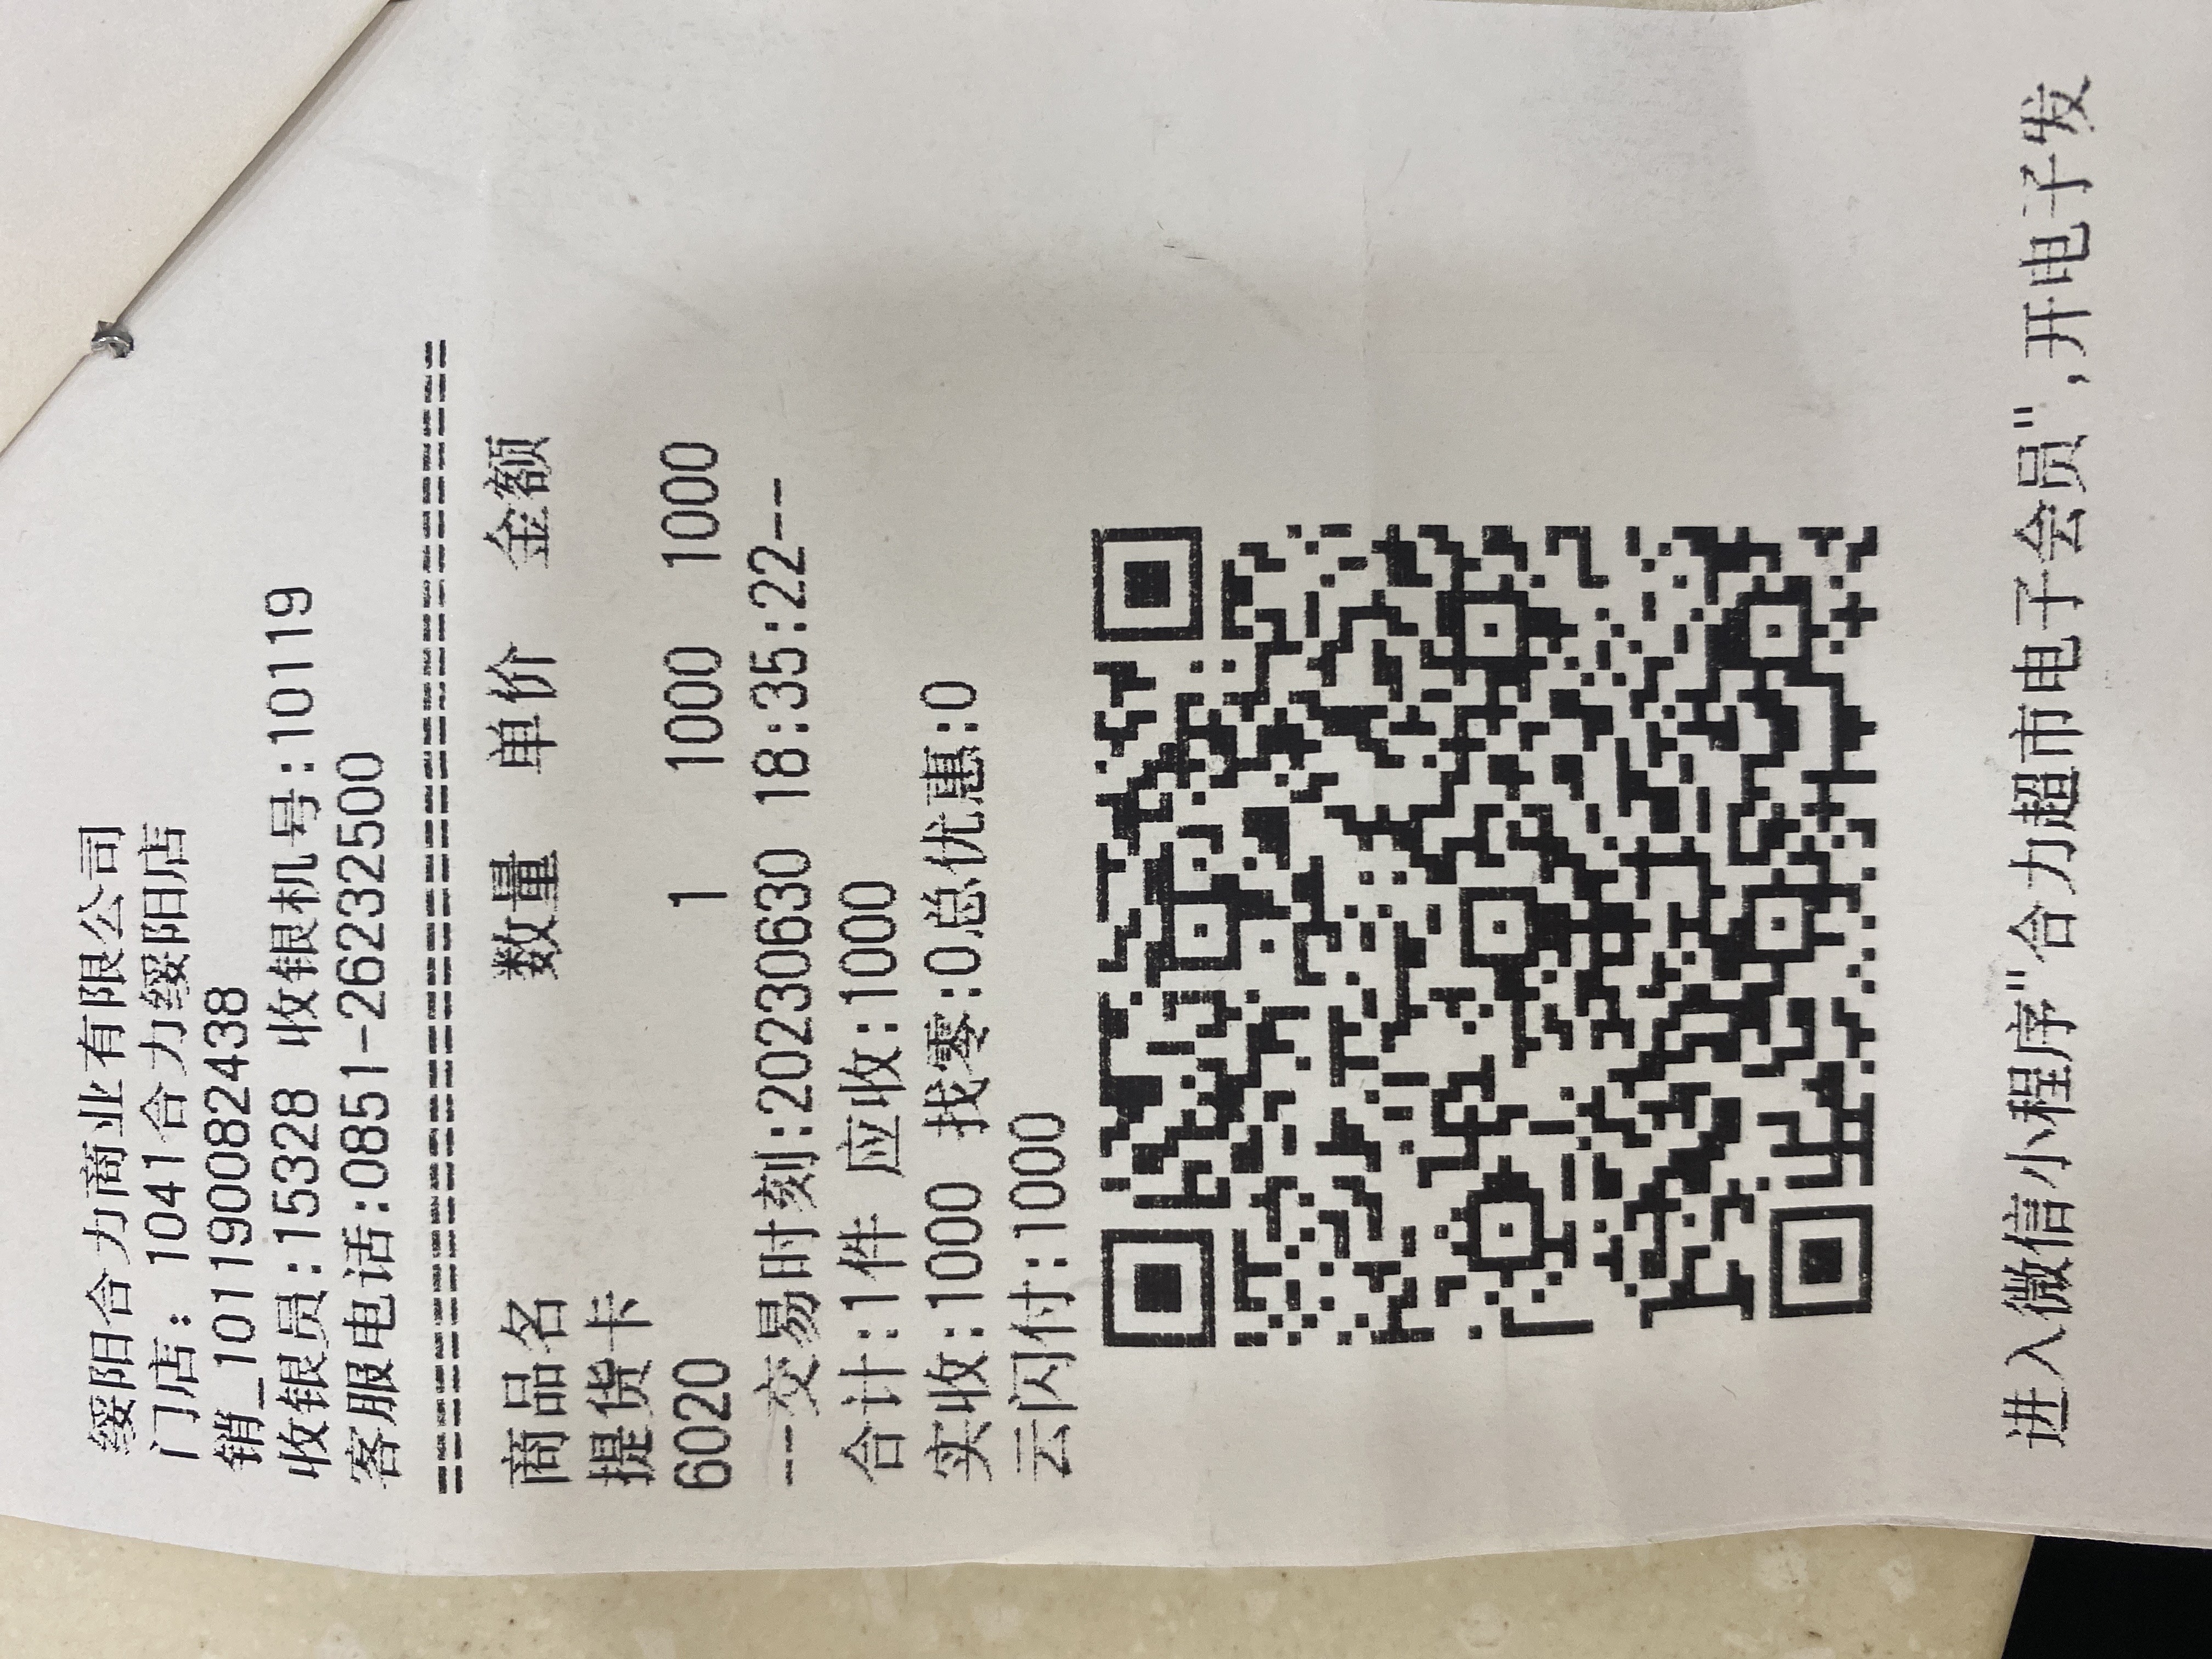 绥阳合力商业有限公司
门店: 1041合力绥阳店
销_101190082438
收银员:15328 收银机号:10119
客服电话:0851-26232500
================================
商品名 数量 单价 金额
提货卡
6020 1 1000 1000
--交易时刻:20230630 18:35:22--
合计:1件 应收:1000
实收:1000 找零:0总优惠:0
云闪付:1000
进入微信小程序"合力超市电子会员",开电子发